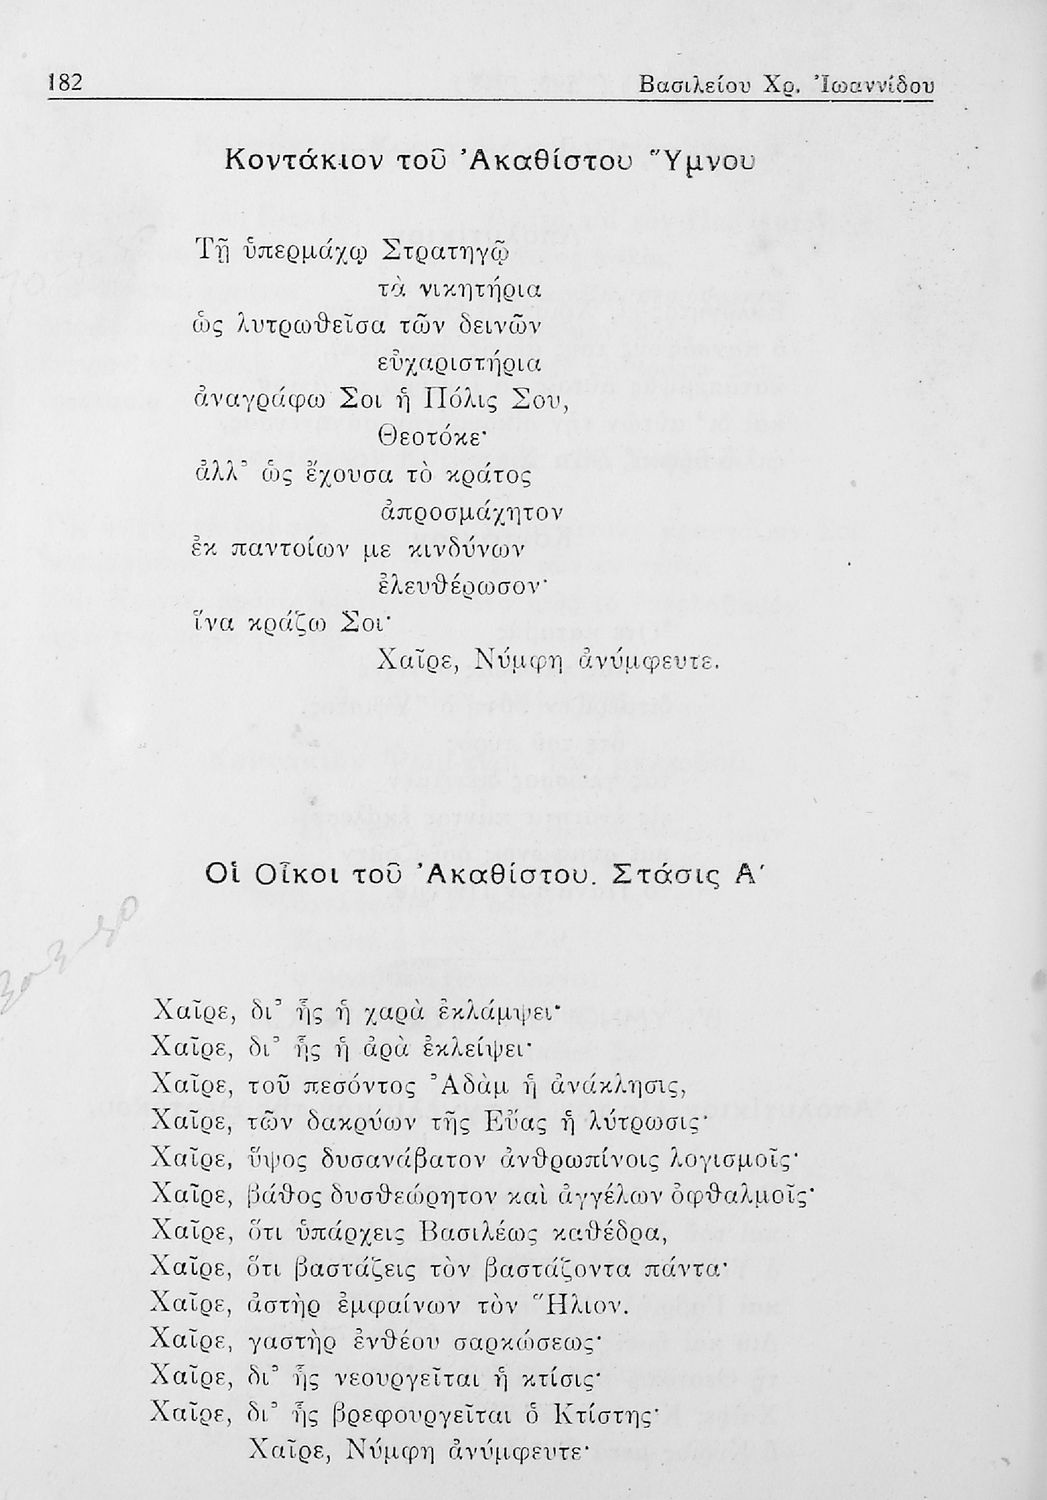 182 Βασιλείου Χρ. Ἰωαννίδου
Κοντάκιον τοῦ Ἀκαθίστου Ὕμνου
Τῇ ὑπερμάχῳ Στρατηγῷ
τὰ νικητήρια
ὡς λυτρωθεῖσα τῶν δεινῶν
εὐχαριστήρια
ἀναγράφω Σοι ἡ Πόλις Σου,
Θεοτόκε·
ἀλλ’ ὡς ἔχουσα τὸ κράτος
ἀπροσμάχητον
ἐκ παντοίων με κινδύνων
ἐλευθέρωσον·
ἵνα κράζω Σοι·
Χαῖρε, Νύμφη ἀνύμφευτε.
Οἱ Οἶκοι τοῦ Ἀκαθίστου. Στάσις Α΄
Χαῖρε, δι’ ἧς ἡ χαρὰ ἐκλάμψει·
Χαῖρε, δι’ ἧς ἡ ἀρὰ ἐκλείψει·
Χαῖρε, τοῦ πεσόντος Ἀδὰμ ἡ ἀνάκλησις,
Χαῖρε, τῶν δακρύων τῆς Εὔας ἡ λύτρωσις·
Χαῖρε, ὕψος δυσανάβατον ἀνθρωπίνοις λογισμοῖς·
Χαῖρε, βάθος δυσθεώρητον καὶ ἀγγέλων ὀφθαλμοῖς·
Χαῖρε, ὅτι ὑπάρχεις Βασιλέως καθέδρα,
Χαῖρε, ὅτι βαστάζεις τὸν βαστάζοντα πάντα·
Χαῖρε, ἀστὴρ ἐμφαίνων τὸν Ἥλιον.
Χαῖρε, γαστὴρ ἐνθέου σαρκώσεως·
Χαῖρε, δι’ ἧς νεουργεῖται ἡ κτίσις·
Χαῖρε, δι’ ἧς βρεφουργεῖται ὁ Κτίστης·
Χαῖρε, Νύμφη ἀνύμφευτε·